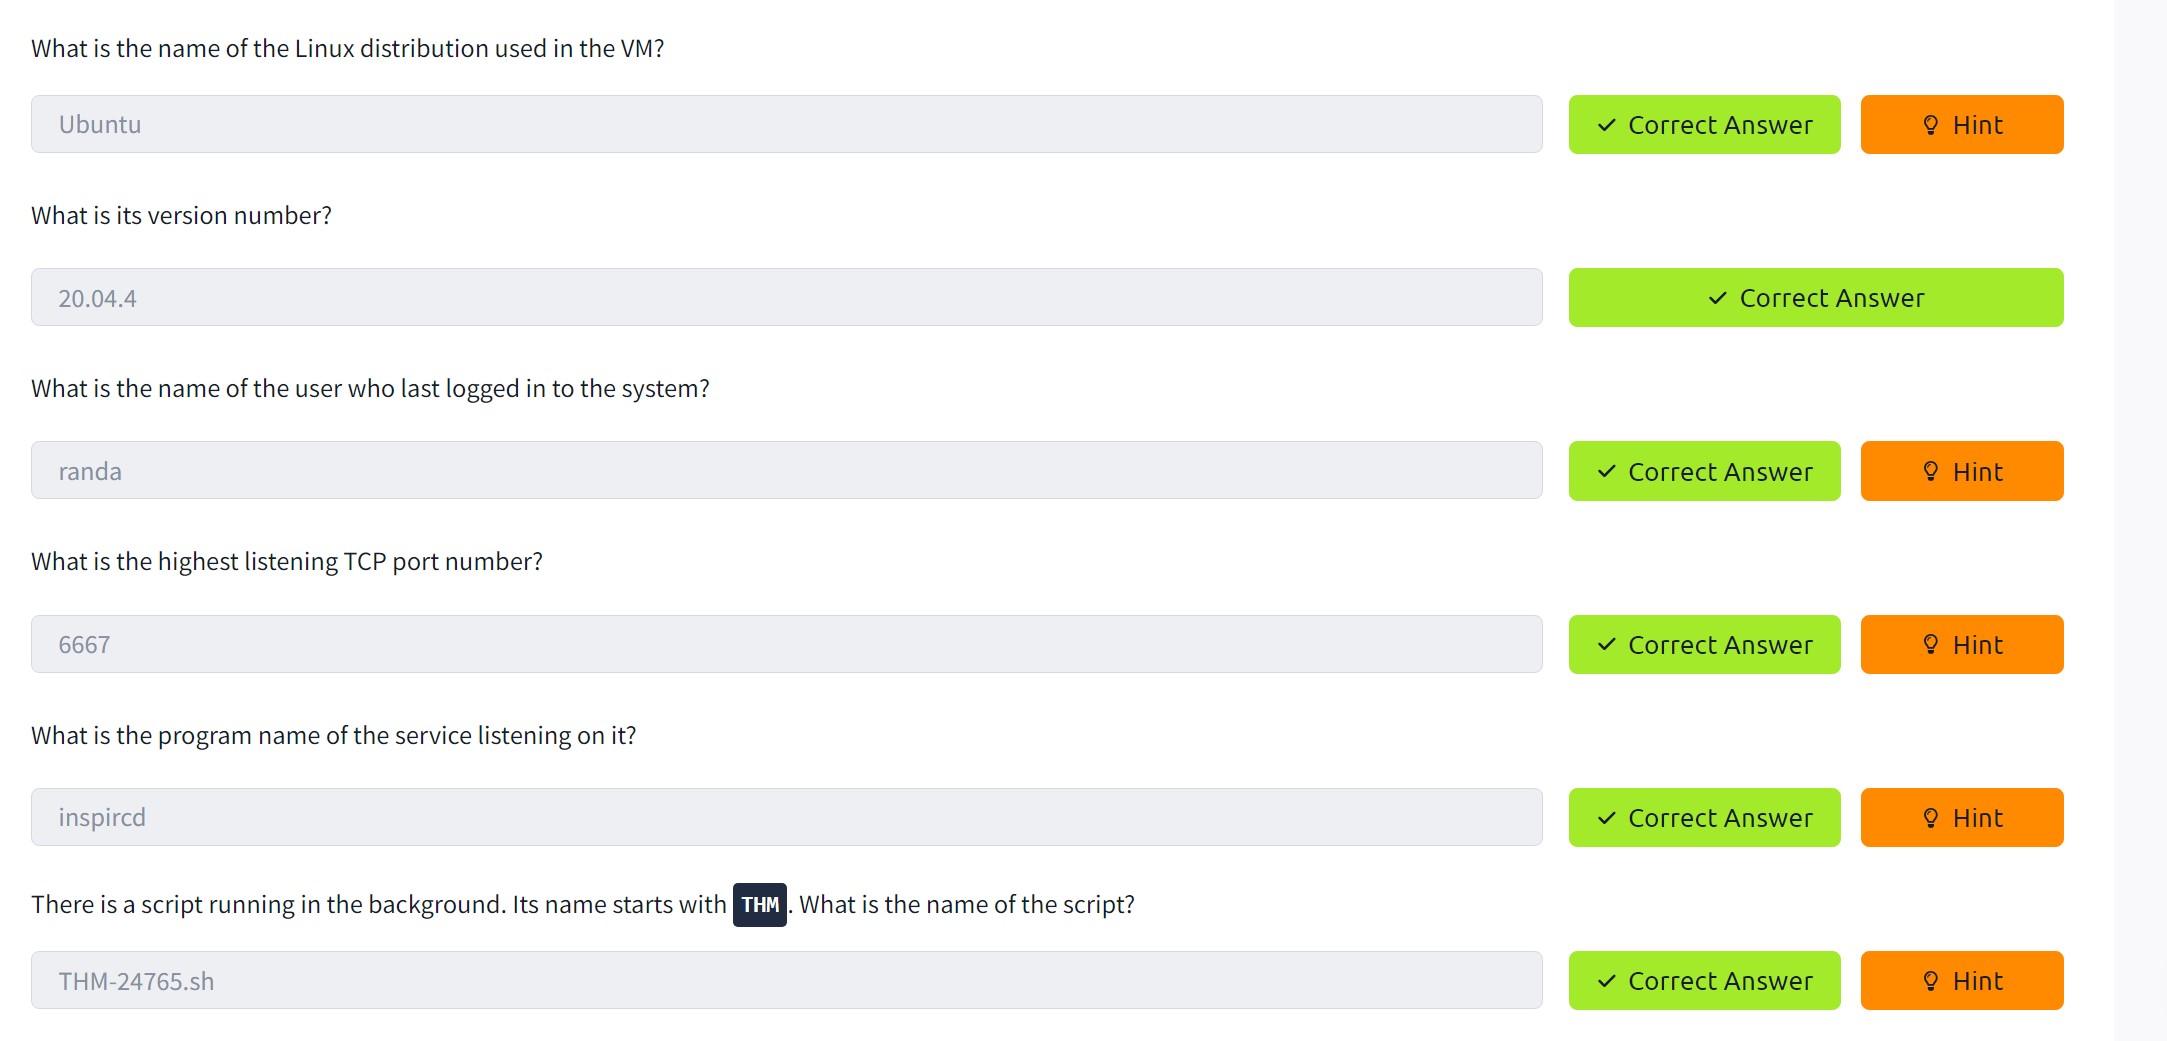 What is the name of the Linux distribution used in the VM?
Ubuntu
Correct Answer
Hint
What is its version number?
20.04.4
Correct Answer
What is the name of the user who last logged in to the system?
randa
Correct Answer
Hint
What is the highest listening TCP port number?
6667
Correct Answer
Hint
What is the program name of the service listening on it?
inspircd
Correct Answer
Hint
There is a script running in the background. Its name starts with THM. What is the name of the script?
THM-24765.sh
Correct Answer
Hint